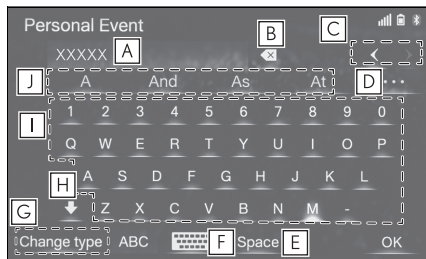 Personal Event
C
B
XXXXX A
J A And As At D ...
I 1 2 3 4 5 6 7 8 9 0
Q W E R T Y U I O P
H A S D F G H J K L
G Z X C V B N M -
Change type ABC F Space E OK